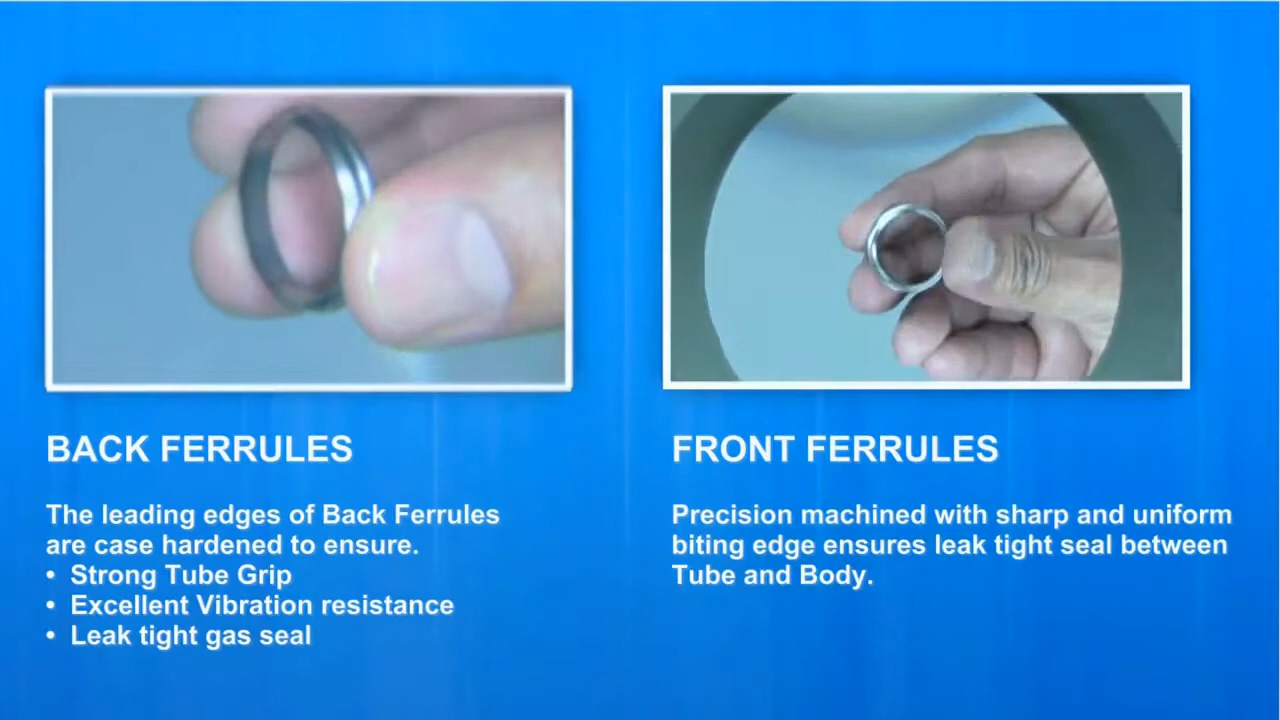 BACK FERRULES
The leading edges of Back Ferrules
are case hardened to ensure.
• Strong Tube Grip
• Excellent Vibration resistance
• Leak tight gas seal
FRONT FERRULES
Precision machined with sharp and uniform
biting edge ensures leak tight seal between
Tube and Body.